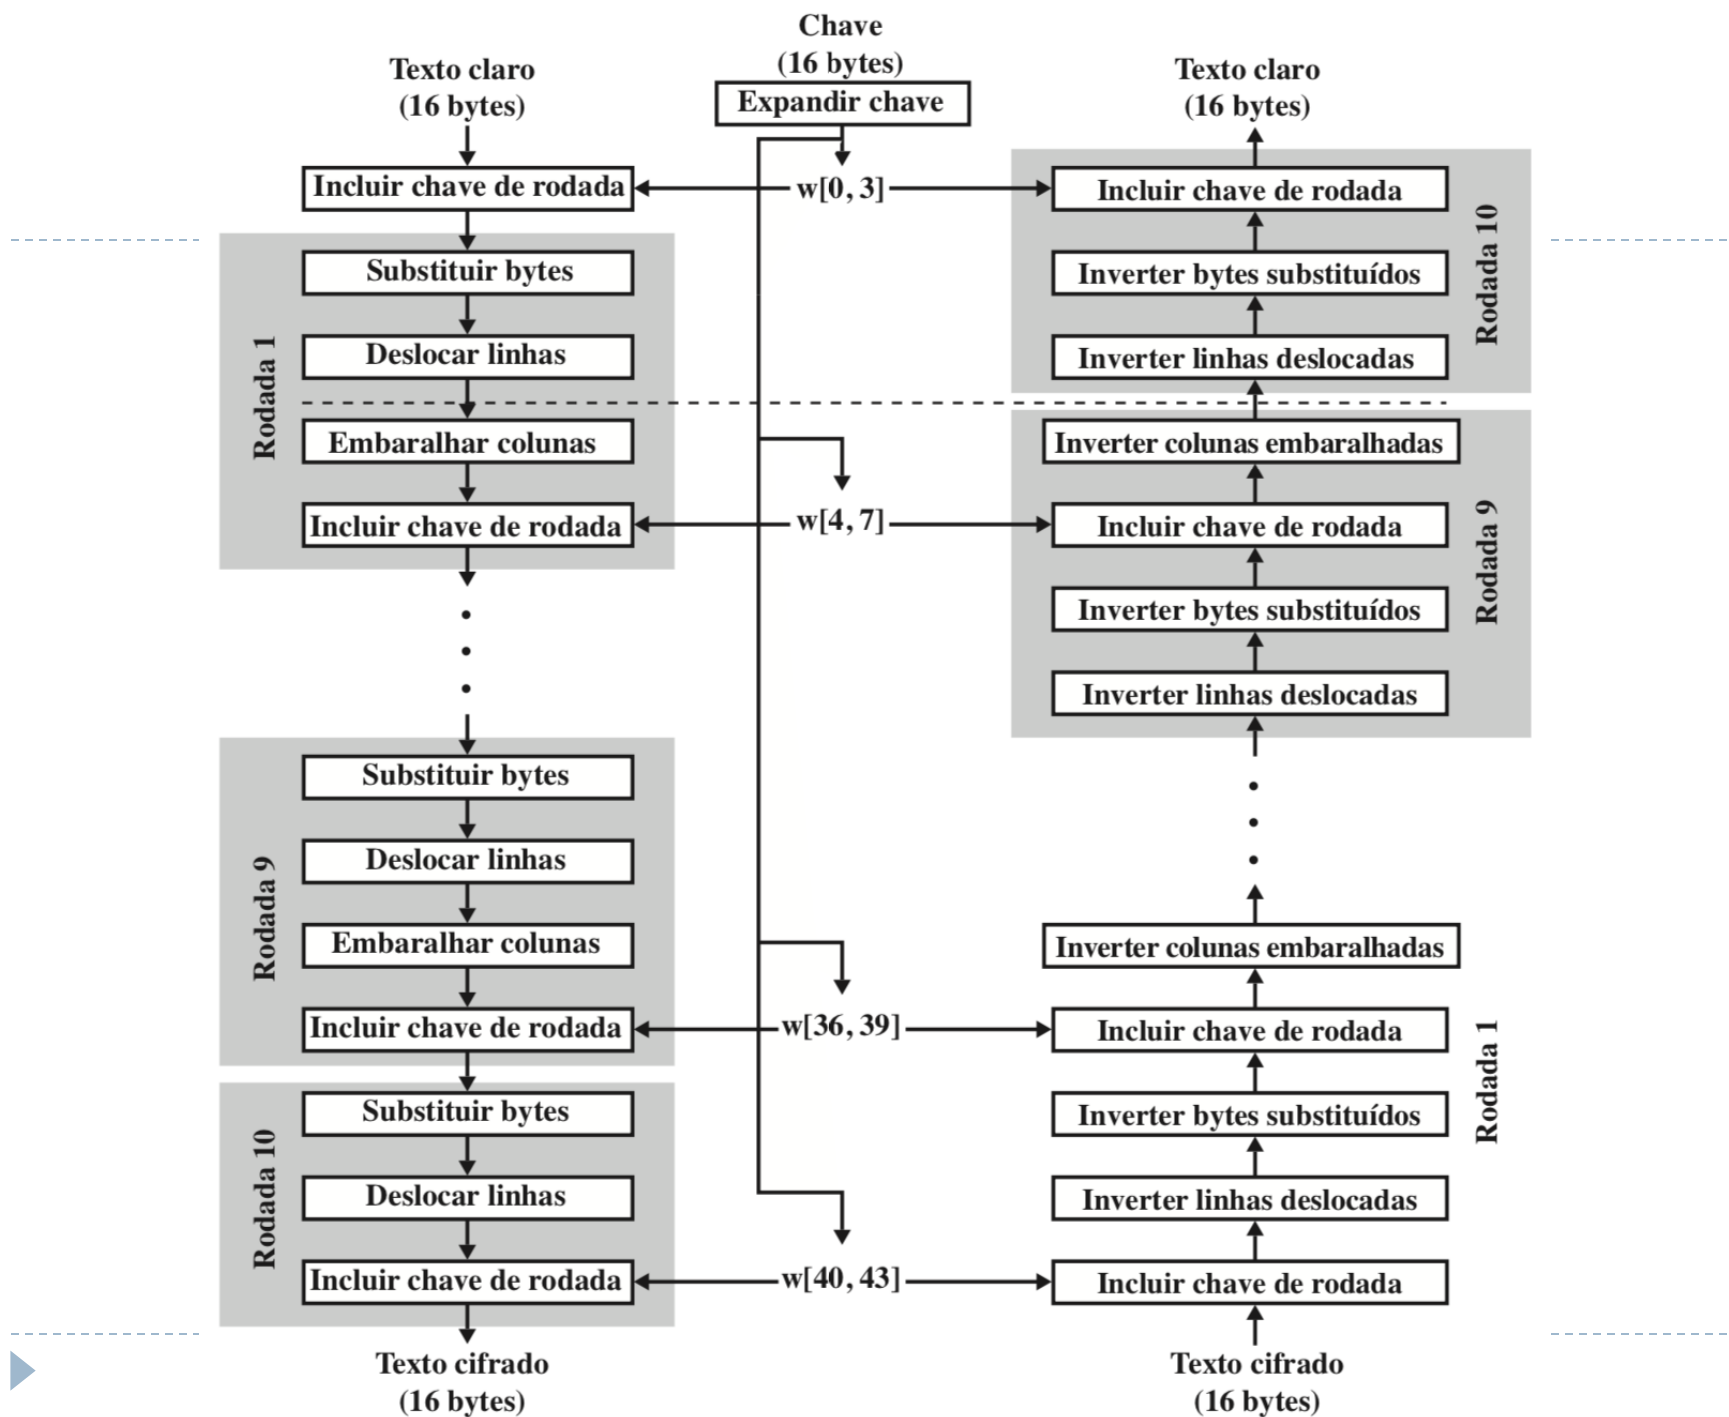 Chave
(16 bytes)
Expandir chave
Texto claro
(16 bytes)
Incluir chave de rodada
Rodada 1
Substituir bytes
Deslocar linhas
Embaralhar colunas
Incluir chave de rodada
Rodada 9
Substituir bytes
Deslocar linhas
Embaralhar colunas
Incluir chave de rodada
Rodada 10
Substituir bytes
Deslocar linhas
Incluir chave de rodada
Texto cifrado
(16 bytes)
w[0, 3]
w[4, 7]
w[36, 39]
w[40, 43]
Texto claro
(16 bytes)
Incluir chave de rodada
Inverter bytes substituídos
Inverter linhas deslocadas
Rodada 10
Inverter colunas embaralhadas
Incluir chave de rodada
Inverter bytes substituídos
Inverter linhas deslocadas
Rodada 9
Inverter colunas embaralhadas
Incluir chave de rodada
Inverter bytes substituídos
Inverter linhas deslocadas
Rodada 1
Incluir chave de rodada
Texto cifrado
(16 bytes)